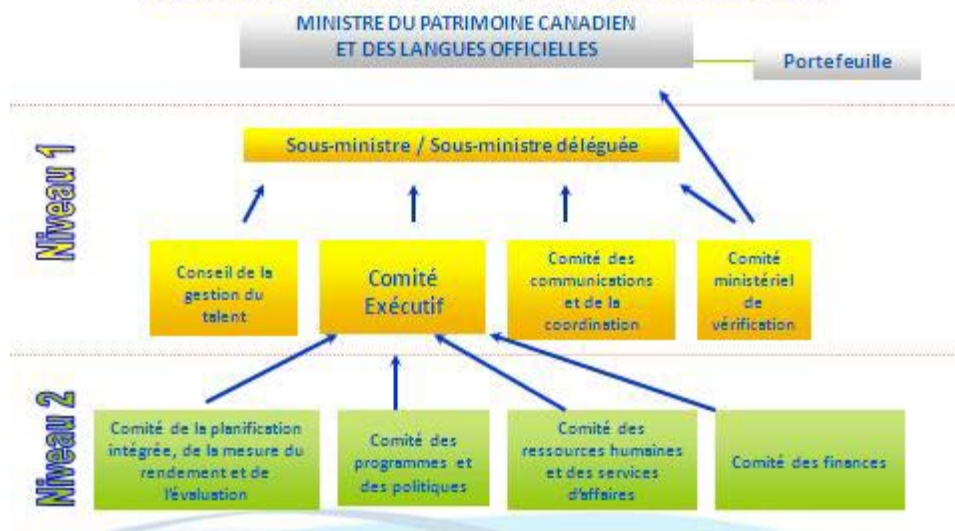 MINISTRE DU PATRIMOINE CANADIEN
ET DES LANGUES OFFICIELLES
Portefeuille
Niveau 1
Sous-ministre / Sous-ministre déléguée
Conseil de la
gestion du
talent
Comité
Exécutif
Comité des
communications
et de la
coordination
Comité
ministériel
de
vérification
Niveau 2
Comité de la planification
intégrée, de la mesure du
rendement et de
l'évaluation
Comité des
programmes et
des politiques
Comité des
ressources humaines
et des services
d'affaires
Comité des finances